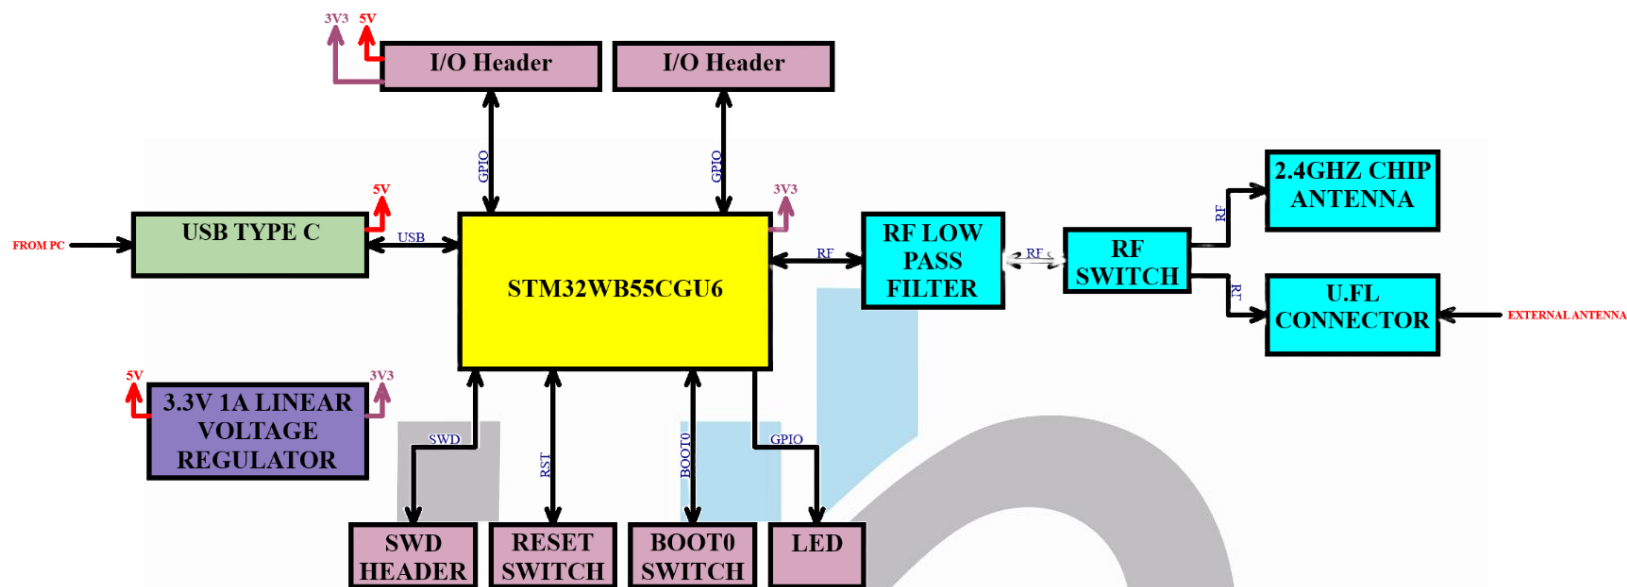 3V3
5V
I/O Header
I/O Header
GPIO
GPIO
5V
3V3
2.4GHZ CHIP
ANTENNA
FROM PC
USB TYPE C
USB
STM32WB55CGU6
RF
RF LOW
PASS
FILTER
RF
RF
SWITCH
RF
RF
U.FL
CONNECTOR
EXTERNAL ANTENNA
5V
3V3
3.3V 1A LINEAR
VOLTAGE
REGULATOR
SWD
RST
BOOT0
GPIO
SWD
HEADER
RESET
SWITCH
BOOT0
SWITCH
LED